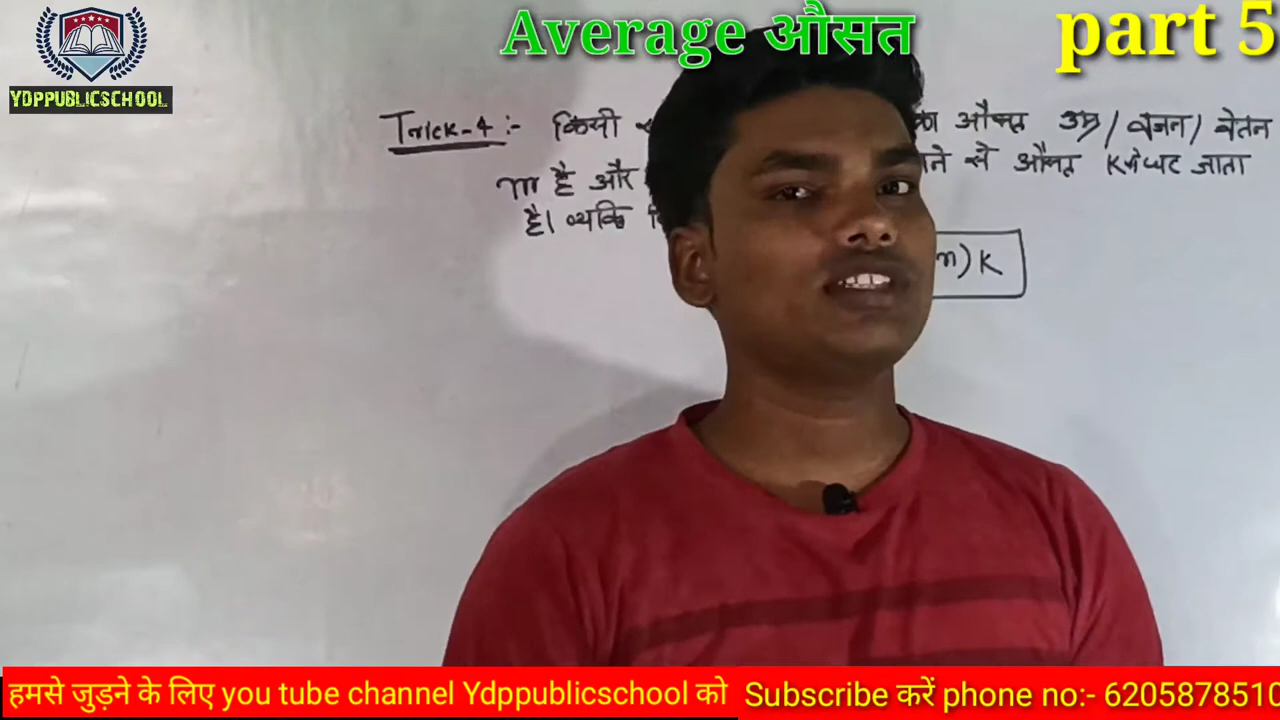 YDPPUBLICSCHOOL
Average औसत
part 5
Trick-4:- किसी का औसत उम्र/वजन/वेतन
m है और ने से औसत K घट जाता
है। व्यक्ति
m)K
हमसे जुड़ने के लिए you tube channel Ydppublicschool को Subscribe करें phone no:- 6205878510